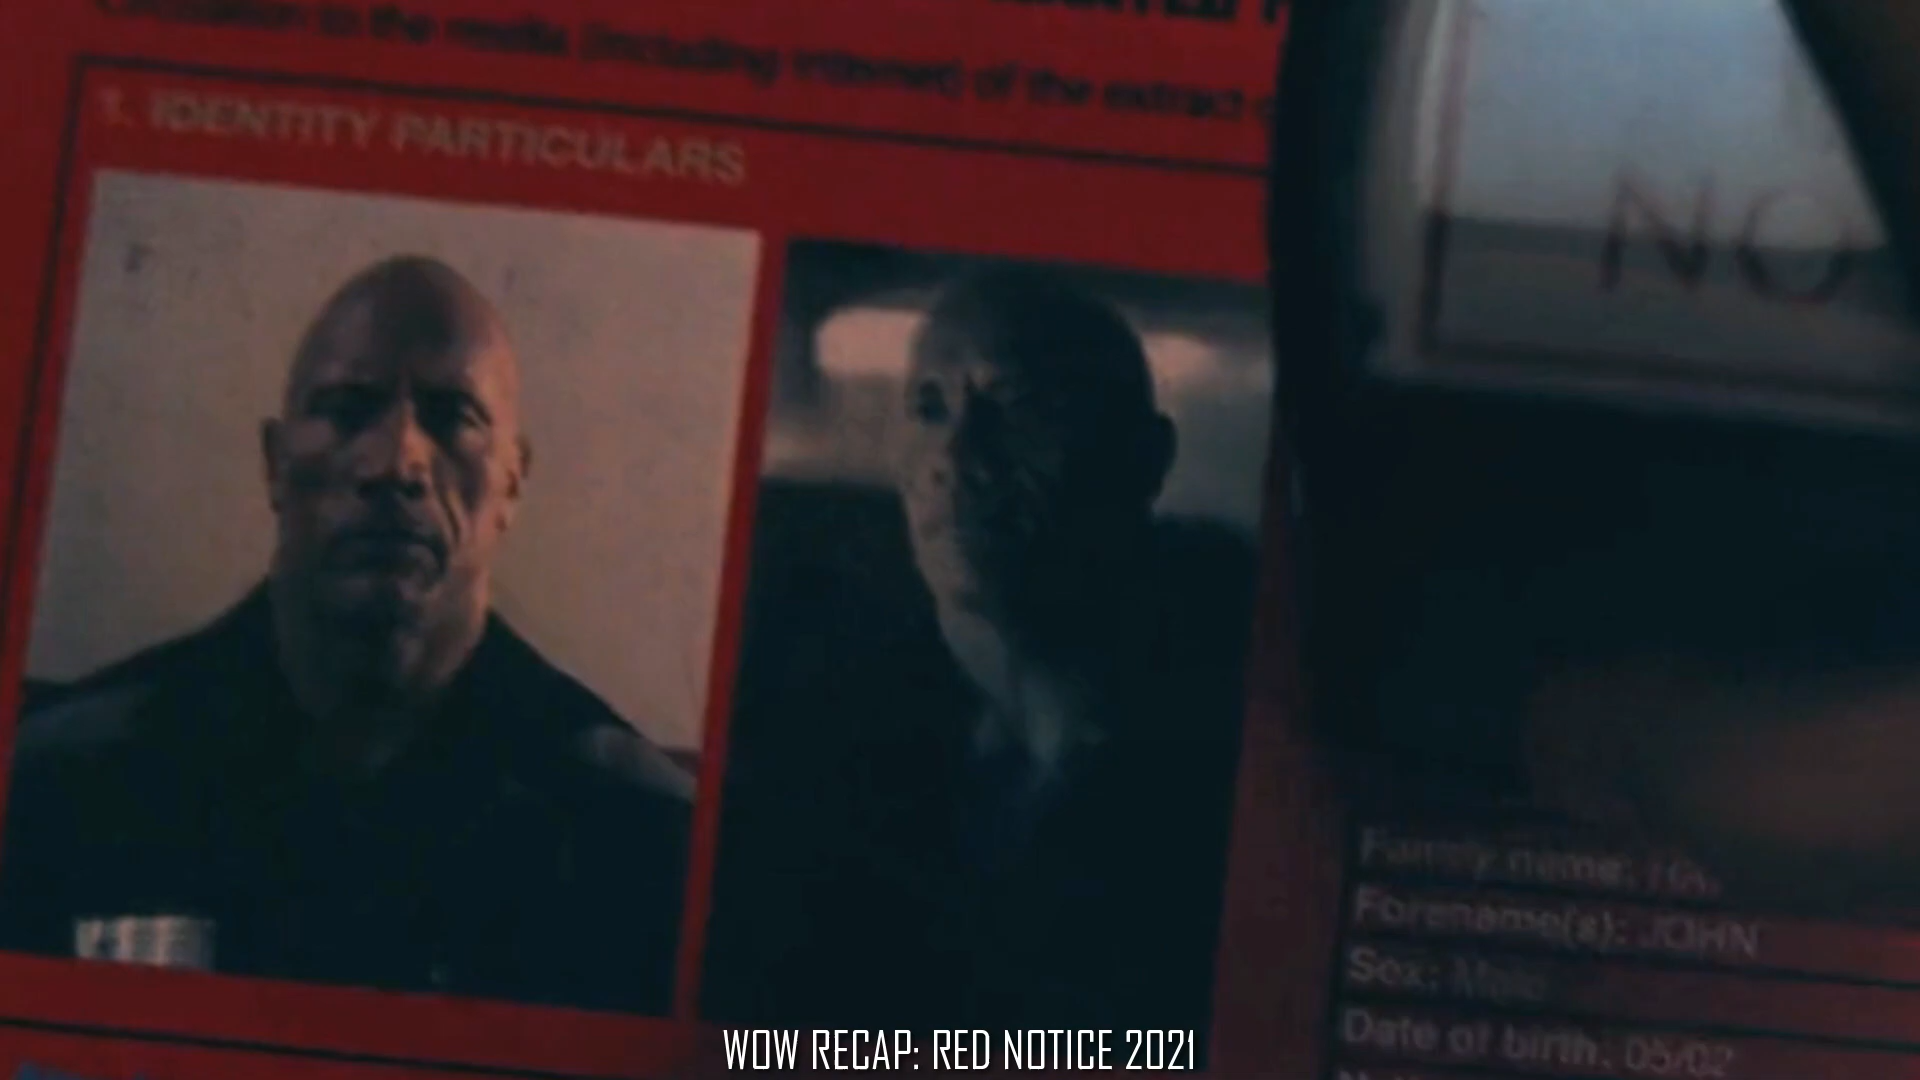 Circulation to the media (including internet) of the extract
1. IDENTITY PARTICULARS
NO
Family name: HA
Forename(s): JOHN
Sex: Male
Date of birth: 05/02
WOW RECAP: RED NOTICE 2021